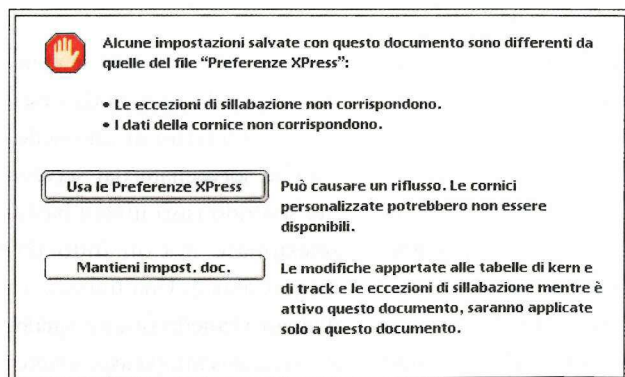 Alcune impostazioni salvate con questo documento sono differenti da
quelle del file “Preferenze XPress”:
• Le eccezioni di sillabazione non corrispondono.
• I dati della cornice non corrispondono.
Usa le Preferenze XPress
Può causare un riflusso. Le cornici
personalizzate potrebbero non essere
disponibili.
Mantieni impost. doc.
Le modifiche apportate alle tabelle di kern e
di track e le eccezioni di sillabazione mentre è
attivo questo documento, saranno applicate
solo a questo documento.